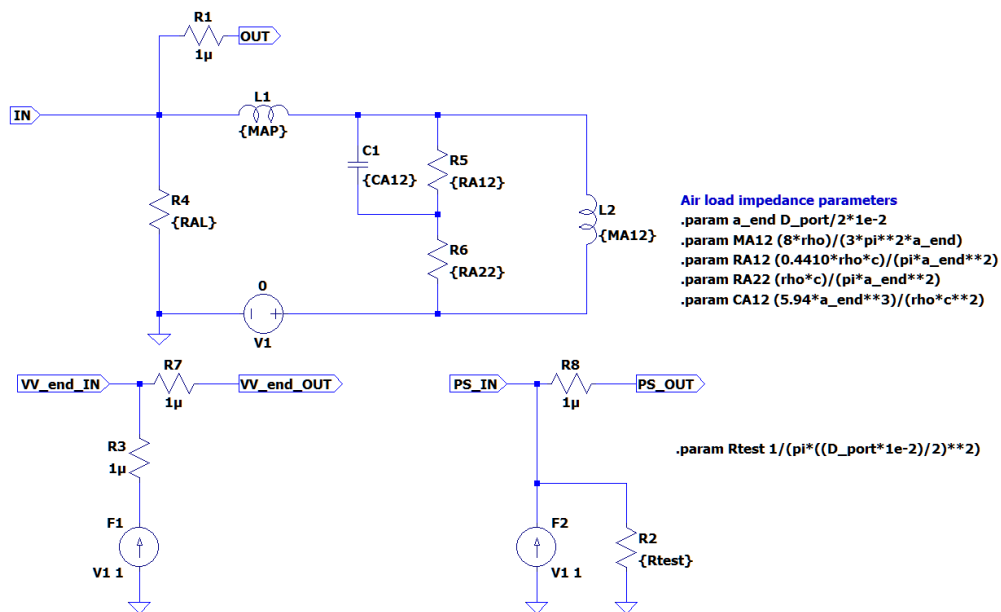 R1
OUT
1µ
IN
L1
{MAP}
C1
{CA12}
R5
{RA12}
R4
{RAL}
L2
{MA12}
R6
{RA22}
0
V1
Air load impedance parameters
.param a_end D_port/2*1e-2
.param MA12 (8*rho)/(3*pi**2*a_end)
.param RA12 (0.4410*rho*c)/(pi*a_end**2)
.param RA22 (rho*c)/(pi*a_end**2)
.param CA12 (5.94*a_end**3)/(rho*c**2)
VV_end_IN
R7
1µ
VV_end_OUT
R3
1µ
F1
V1 1
PS_IN
R8
1µ
PS_OUT
F2
V1 1
R2
{Rtest}
.param Rtest 1/(pi*((D_port*1e-2)/2)**2)